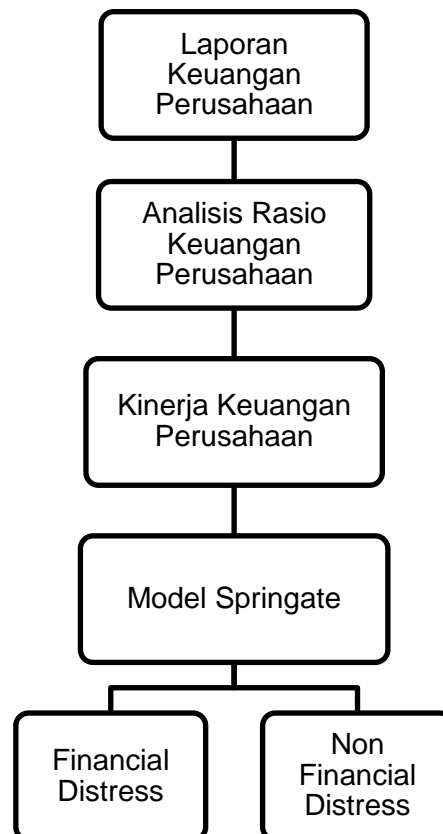 Laporan
Keuangan
Perusahaan
Analisis Rasio
Keuangan
Perusahaan
Kinerja Keuangan
Perusahaan
Model Springate
Financial
Distress
Non
Financial
Distress